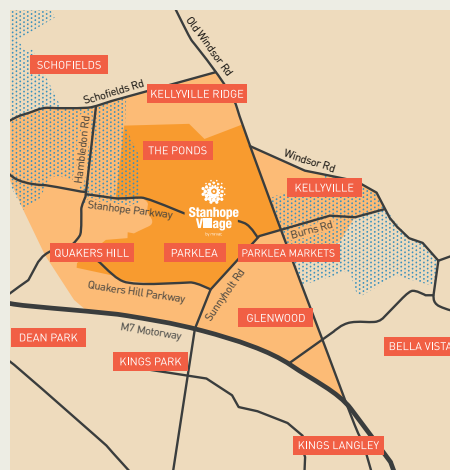 Old Windsor Rd
SCHOFIELDS
Schofields Rd
KELLYVILLE RIDGE
Hambledon Rd
THE PONDS
Windsor Rd
KELLYVILLE
Stanhope Parkway
Stanhope
Village
Burns Rd
QUAKERS HILL
PARKLEA
PARKLEA MARKETS
Quakers Hill Parkway
Sunnyholt Rd
GLENWOOD
M7 Motorway
DEAN PARK
BELLA VISTA
KINGS PARK
KINGS LANGLEY